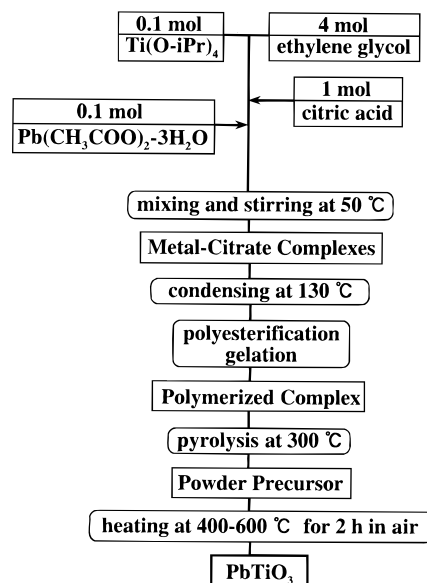 0.1 mol
Ti(O-iPr)₄
4 mol
ethylene glycol
1 mol
citric acid
0.1 mol
Pb(CH₃COO)₂-3H₂O
mixing and stirring at 50 ℃
Metal-Citrate Complexes
condensing at 130 ℃
polyesterification
gelation
Polymerized Complex
pyrolysis at 300 ℃
Powder Precursor
heating at 400-600 ℃ for 2 h in air
PbTiO₃